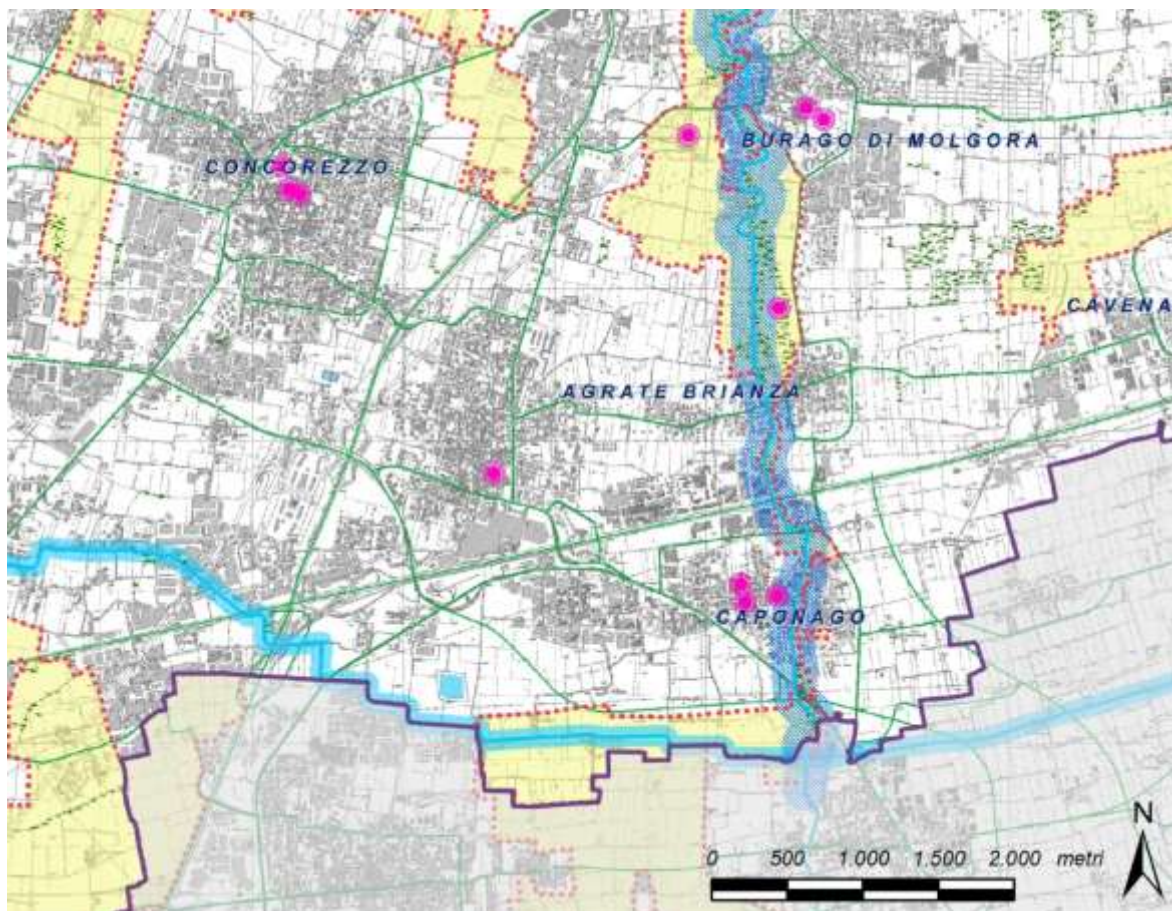 BURAGO DI MOLGORA
CONCOREZZO
CAVENA
AGRATE BRIANZA
CAPONAGO
N
0 500 1.000 1.500 2.000 metri